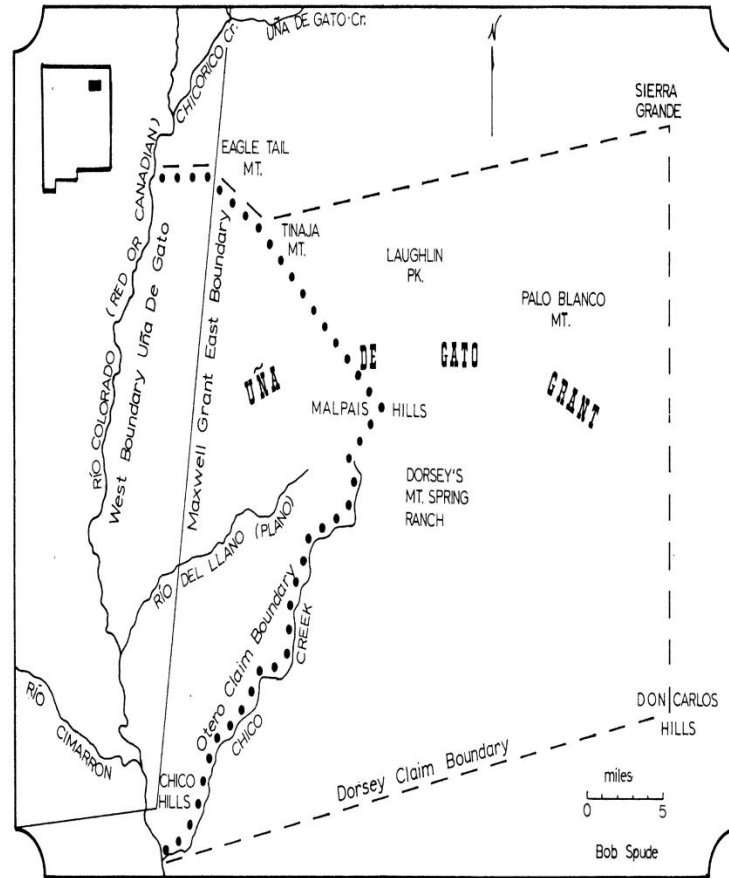 UÑA DE GATO Cr.
CHICORICO Cr.
N
SIERRA
GRANDE
EAGLE TAIL
MT.
TINAJA
MT.
LAUGHLIN
PK.
PALO BLANCO
MT.
RÍO COLORADO (RED OR CANADIAN)
West Boundary Uña De Gato
Maxwell Grant East Boundary
UÑA DE GATO GRANT
MALPAIS HILLS
DORSEY'S
MT. SPRING
RANCH
RÍO DEL LLANO (PLANO)
Otero Claim Boundary
CHICO CREEK
RÍO
CIMARRON
CHICO
HILLS
DON CARLOS
HILLS
Dorsey Claim Boundary
miles
0 5
Bob Spude